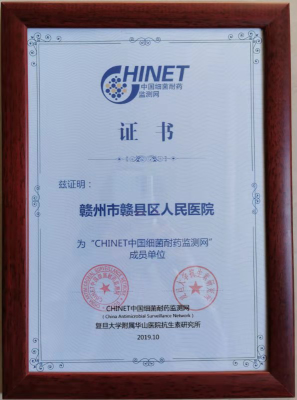 CHINET
中国细菌耐药
监测网
证书
兹证明:
赣州市赣县区人民医院
为“CHINET中国细菌耐药监测网”
成员单位
CHINET中国细菌耐药监测网
( China Antimicrobial Surveillance Network )
复旦大学附属华山医院抗生素研究所
2019.10